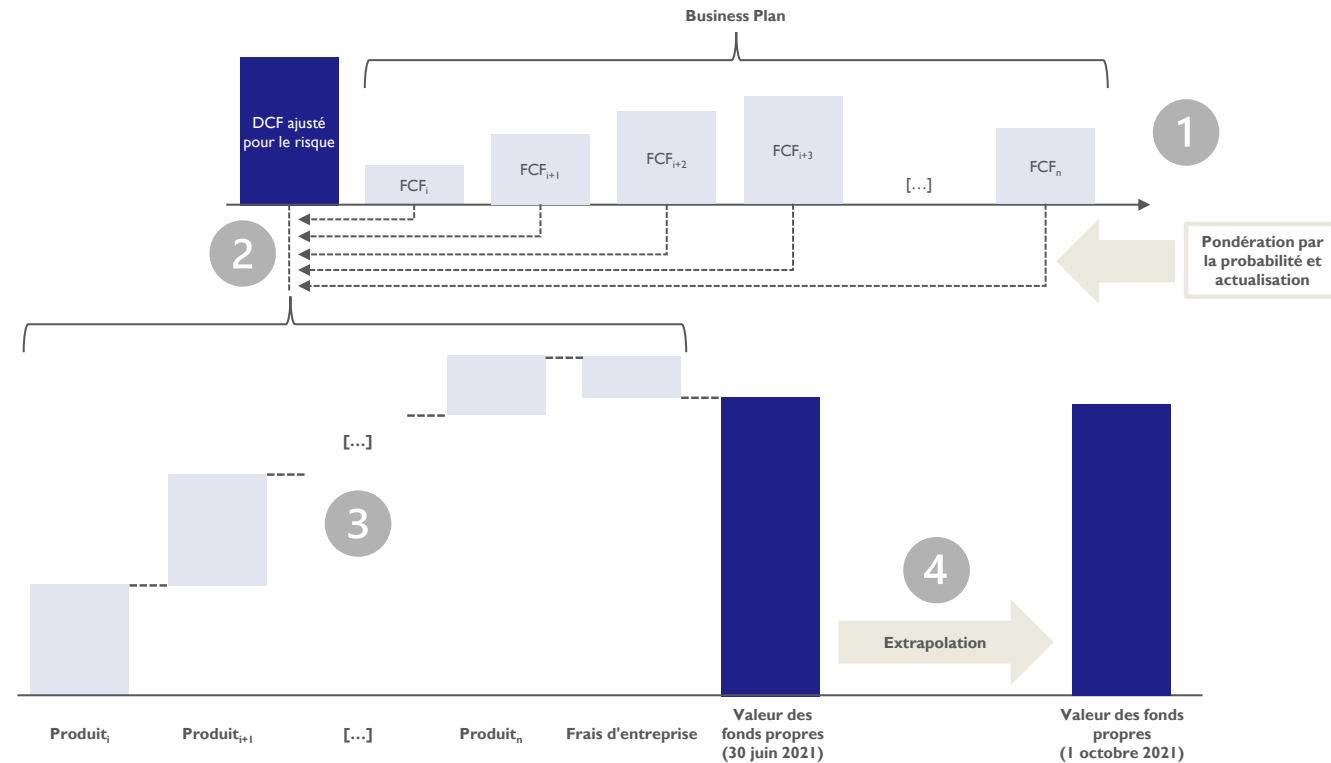 Business Plan
DCF ajusté
pour le risque
FCFᵢ
FCFᵢ₊₁
FCFᵢ₊₂
FCFᵢ₊₃
[...]
FCFₙ
1
2
Pondération par
la probabilité et
actualisation
[...]
3
4
Extrapolation
Produitᵢ
Produitᵢ₊₁
[...]
Produitₙ
Frais d'entreprise
Valeur des
fonds propres
(30 juin 2021)
Valeur des fonds
propres
(1 octobre 2021)